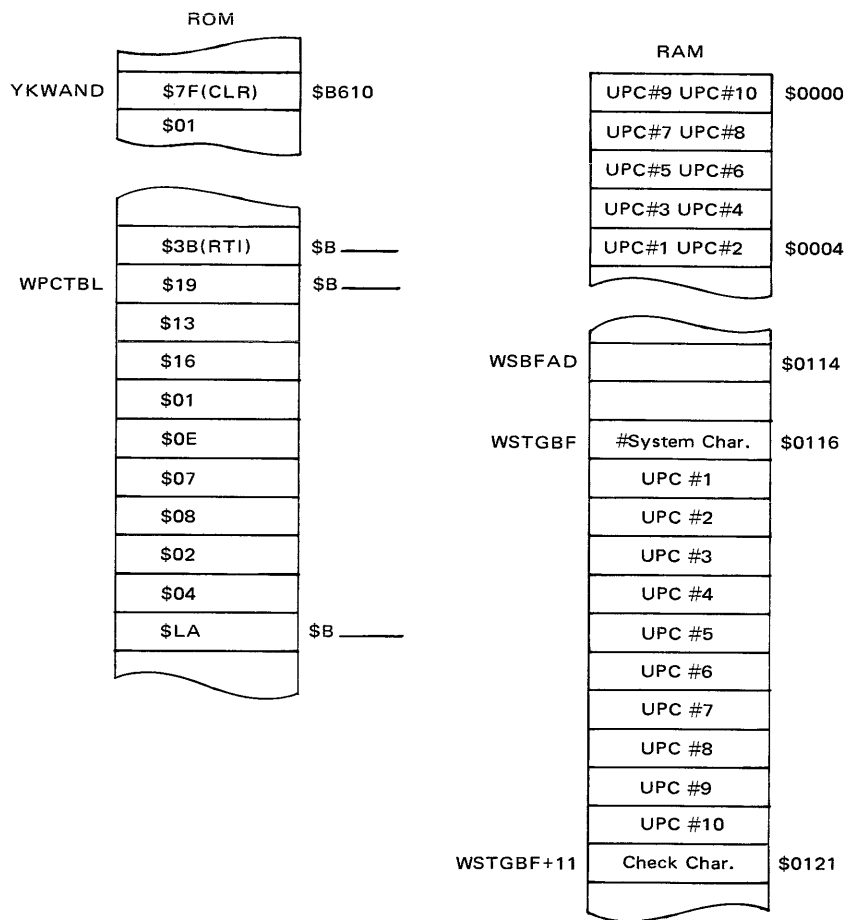 ROM
YKWAND $7F(CLR) $B610
$01
$3B(RTI) $B
WPCTBL $19 $B
$13
$16
$01
$0E
$07
$08
$02
$04
$LA $B
RAM
UPC#9 UPC#10 $0000
UPC#7 UPC#8
UPC#5 UPC#6
UPC#3 UPC#4
UPC#1 UPC#2 $0004
WSBFAD $0114
WSTGBF #System Char. $0116
UPC #1
UPC #2
UPC #3
UPC #4
UPC #5
UPC #6
UPC #7
UPC #8
UPC #9
UPC #10
WSTGBF+11 Check Char. $0121